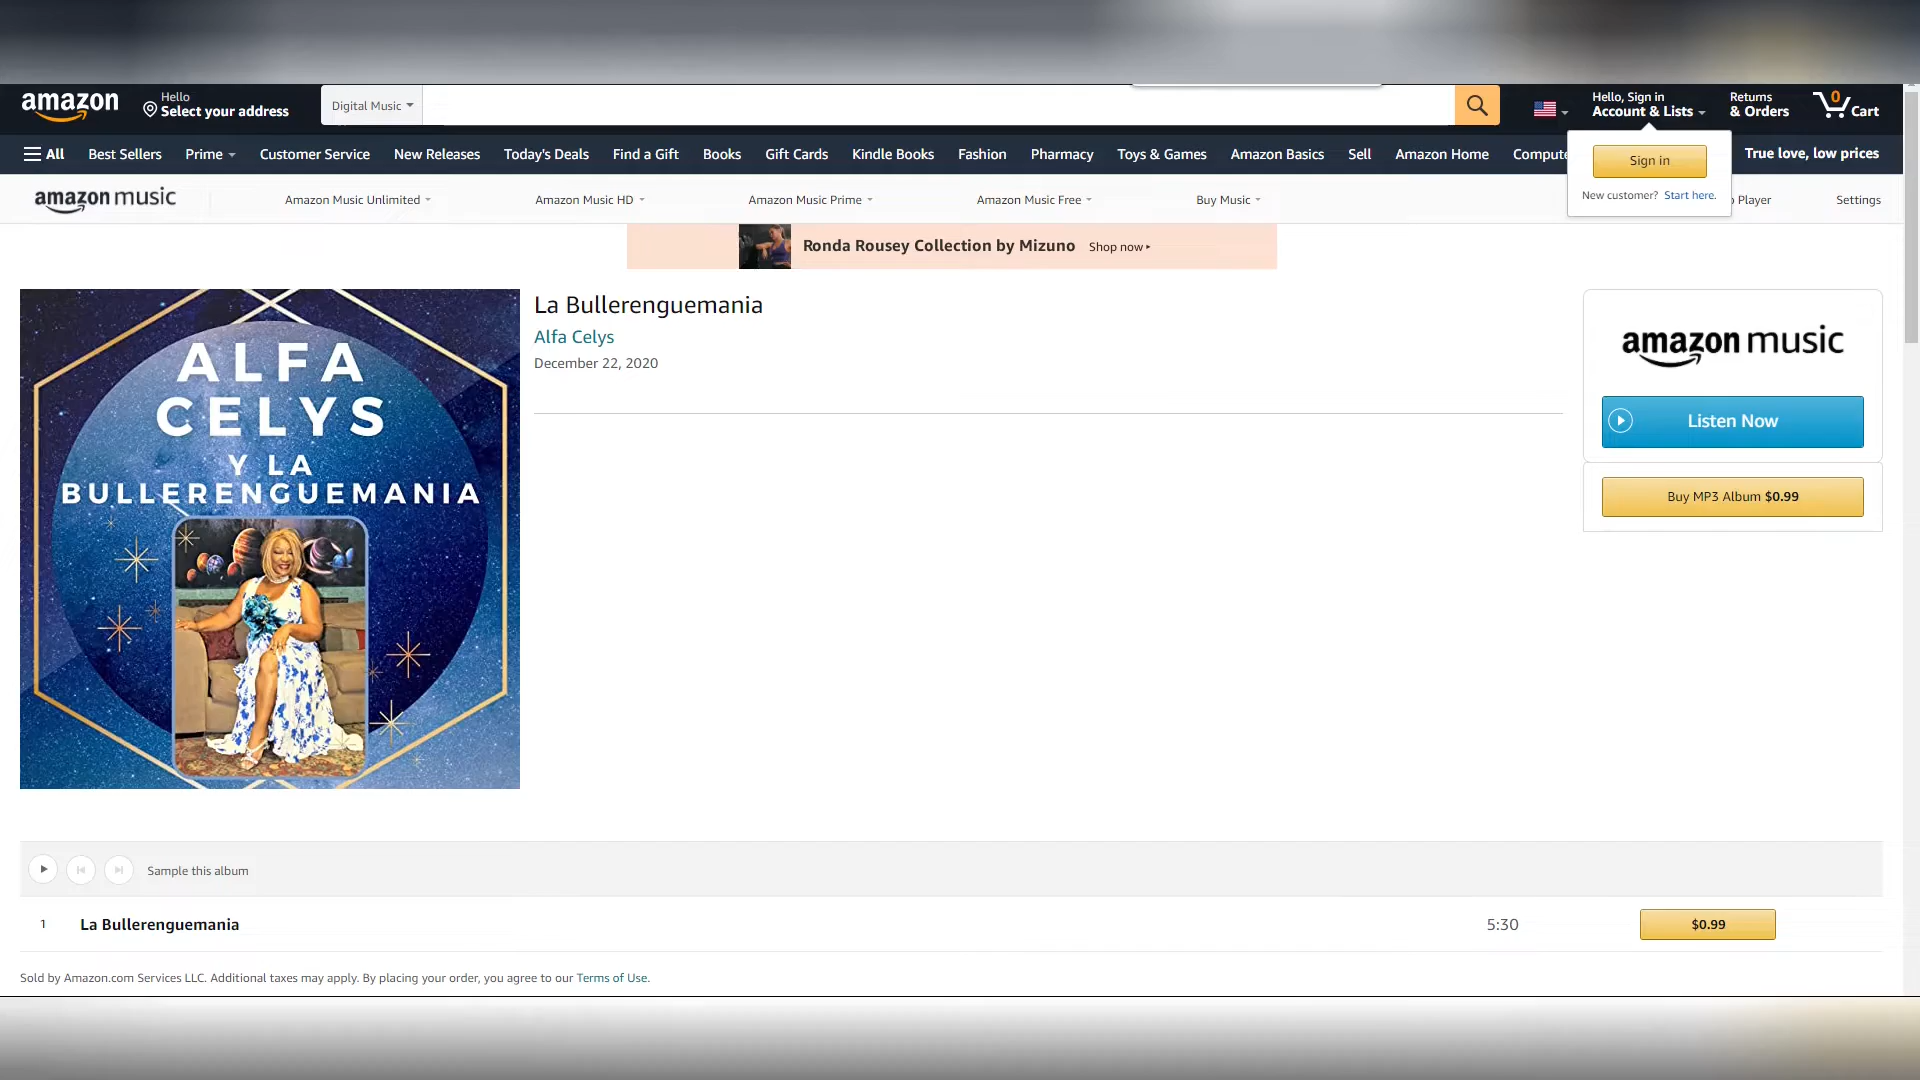 amazon
Hello
Select your address
Digital Music
Hello, Sign in
Account & Lists
Returns
& Orders
0
Cart
All
Best Sellers
Prime
Customer Service
New Releases
Today's Deals
Find a Gift
Books
Gift Cards
Kindle Books
Fashion
Pharmacy
Toys & Games
Amazon Basics
Sell
Amazon Home
True love, low prices
Sign in
New customer? Start here.
amazon music
Amazon Music Unlimited
Amazon Music HD
Amazon Music Prime
Amazon Music Free
Buy Music
Player
Settings
Ronda Rousey Collection by Mizuno Shop now
ALFA
CELYS
Y LA
BULLERENGUEMANIA
La Bullerenguemania
Alfa Celys
December 22, 2020
amazon music
Listen Now
Buy MP3 Album $0.99
Sample this album
1 La Bullerenguemania 5:30 $0.99
Sold by Amazon.com Services LLC. Additional taxes may apply. By placing your order, you agree to our Terms of Use.